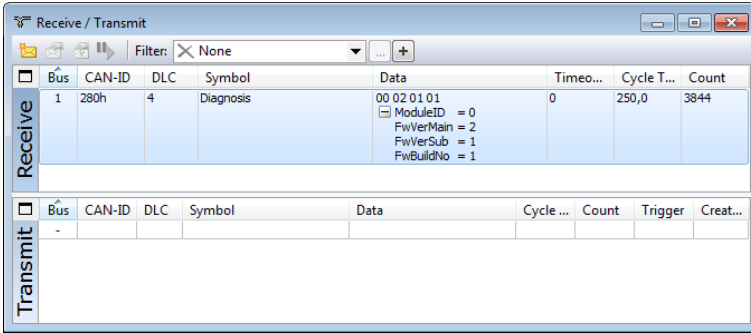 Receive / Transmit
Filter: None ... +
Bus CAN-ID DLC Symbol Data Timeo... Cycle T... Count
1 280h 4 Diagnosis 00 02 01 01 0 250,0 3844
ModuleID = 0
FwVerMain = 2
FwVerSub = 1
FwBuildNo = 1
Receive
Bus CAN-ID DLC Symbol Data Cycle ... Count Trigger Creat...
-
Transmit